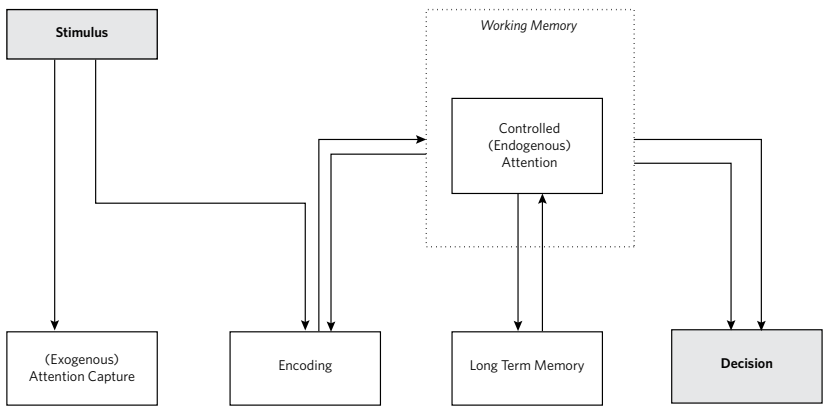 Stimulus
Working Memory
Controlled
(Endogenous)
Attention
(Exogenous)
Attention Capture
Encoding
Long Term Memory
Decision